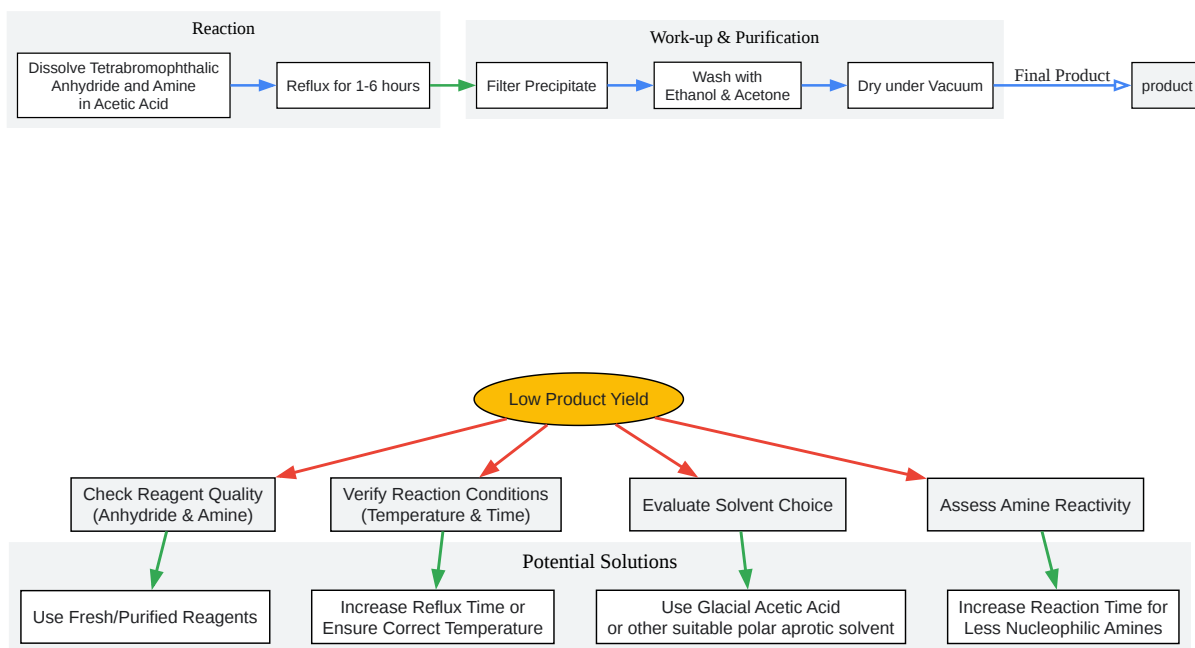 Reaction
Dissolve Tetrabromophthalic
Anhydride and Amine
in Acetic Acid
Reflux for 1-6 hours
Work-up & Purification
Filter Precipitate
Wash with
Ethanol & Acetone
Dry under Vacuum
Final Product
product
Low Product Yield
Check Reagent Quality
(Anhydride & Amine)
Verify Reaction Conditions
(Temperature & Time)
Evaluate Solvent Choice
Assess Amine Reactivity
Potential Solutions
Use Fresh/Purified Reagents
Increase Reflux Time or
Ensure Correct Temperature
Use Glacial Acetic Acid
or other suitable polar aprotic solvent
Increase Reaction Time for
Less Nucleophilic Amines